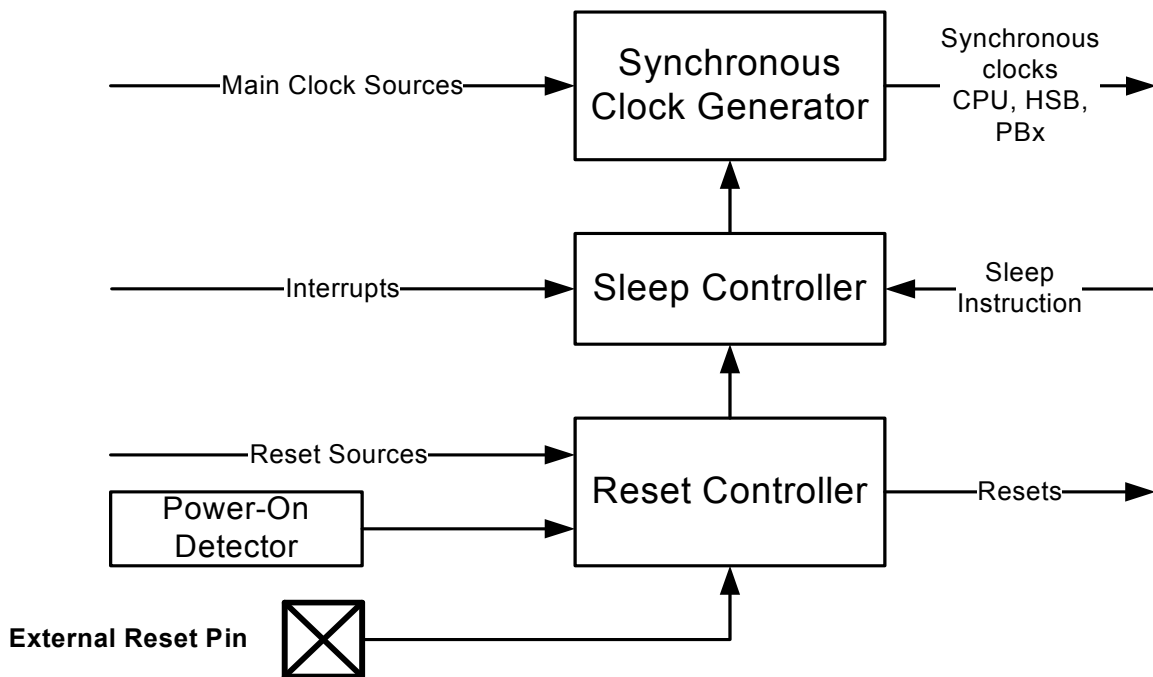 Main Clock Sources
Synchronous
Clock Generator
Synchronous
clocks
CPU, HSB,
PBx
Interrupts
Sleep Controller
Sleep
Instruction
Reset Sources
Power-On
Detector
Reset Controller
Resets
External Reset Pin